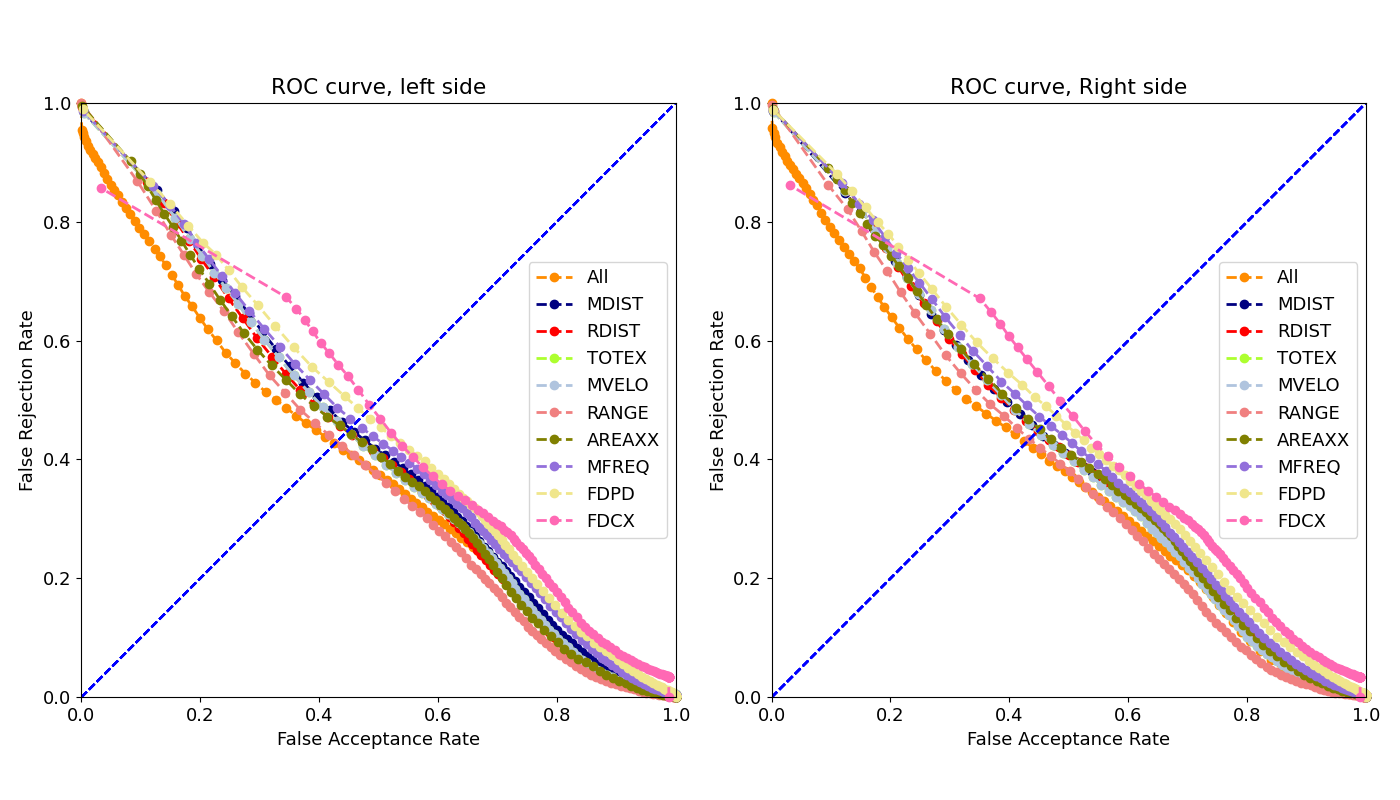 ROC curve, left side
1.0
0.8
0.6
0.4
0.2
0.0
False Rejection Rate
All
MDIST
RDIST
TOTEX
MVELO
RANGE
AREAXX
MFREQ
FDPD
FDCX
0.0 0.2 0.4 0.6 0.8 1.0
False Acceptance Rate
ROC curve, Right side
1.0
0.8
0.6
0.4
0.2
0.0
False Rejection Rate
All
MDIST
RDIST
TOTEX
MVELO
RANGE
AREAXX
MFREQ
FDPD
FDCX
0.0 0.2 0.4 0.6 0.8 1.0
False Acceptance Rate